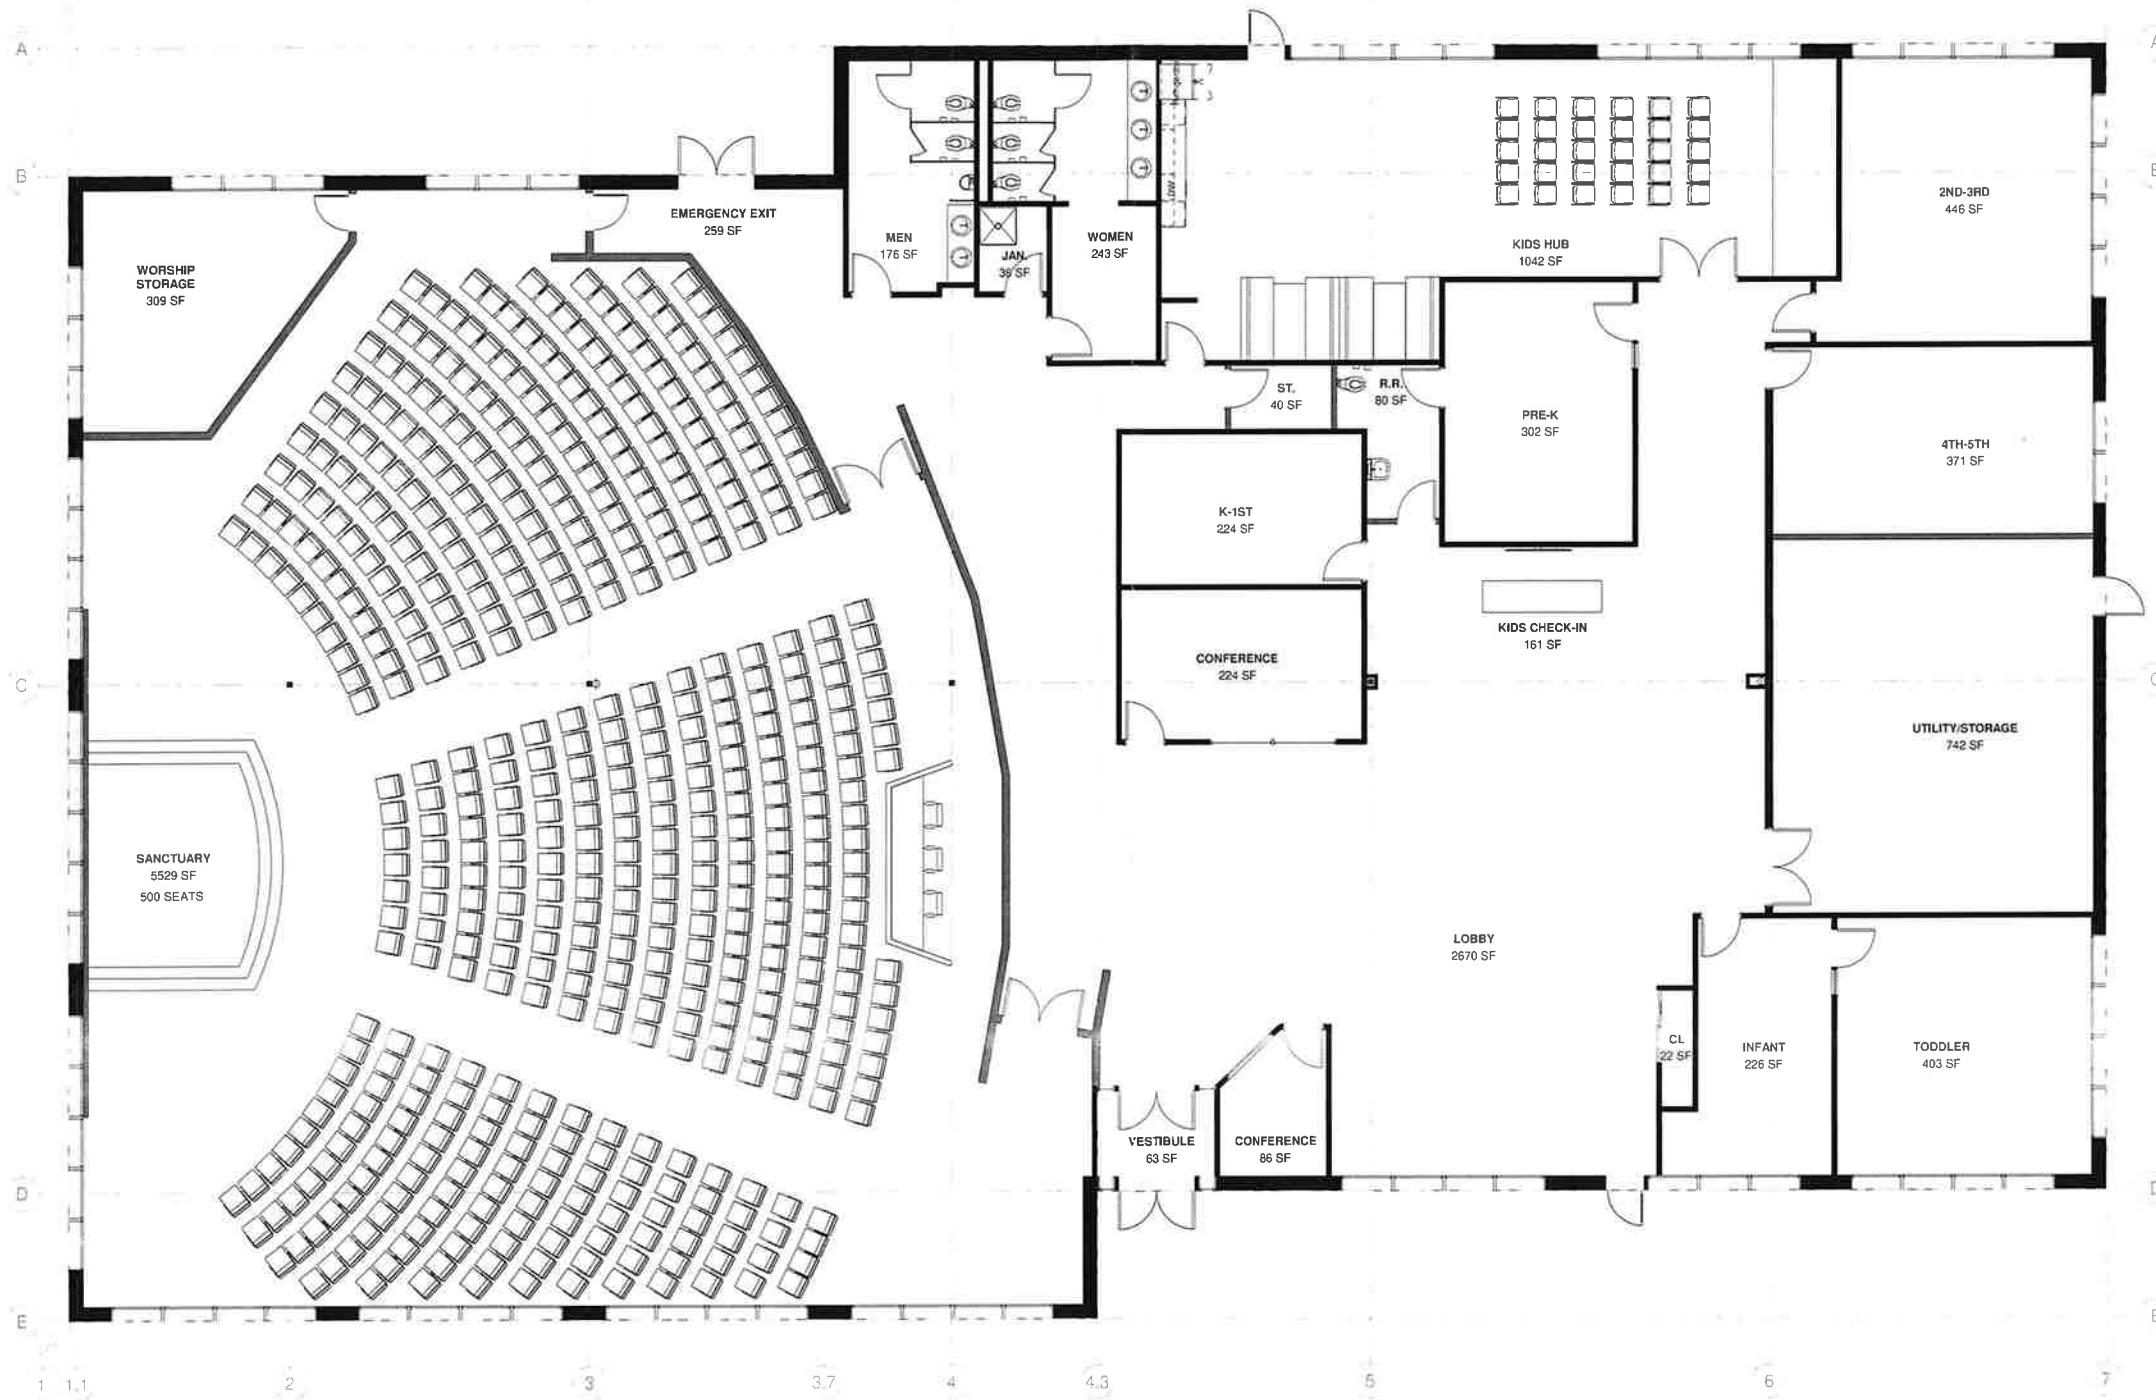 A
A
B
B
EMERGENCY EXIT
259 SF
WORSHIP
STORAGE
309 SF
MEN
176 SF
JAN.
36 SF
WOMEN
243 SF
DW
KIDS HUB
1042 SF
2ND-3RD
446 SF
ST.
40 SF
R.R.
80 SF
PRE-K
302 SF
4TH-5TH
371 SF
K-1ST
224 SF
KIDS CHECK-IN
161 SF
CONFERENCE
224 SF
C
C
UTILITY/STORAGE
742 SF
SANCTUARY
5529 SF
500 SEATS
LOBBY
2670 SF
CL
22 SF
INFANT
226 SF
TODDLER
403 SF
VESTIBULE
63 SF
CONFERENCE
86 SF
D
D
E
E
1 1.1 2 3 3.7 4 4.3 5 6 7